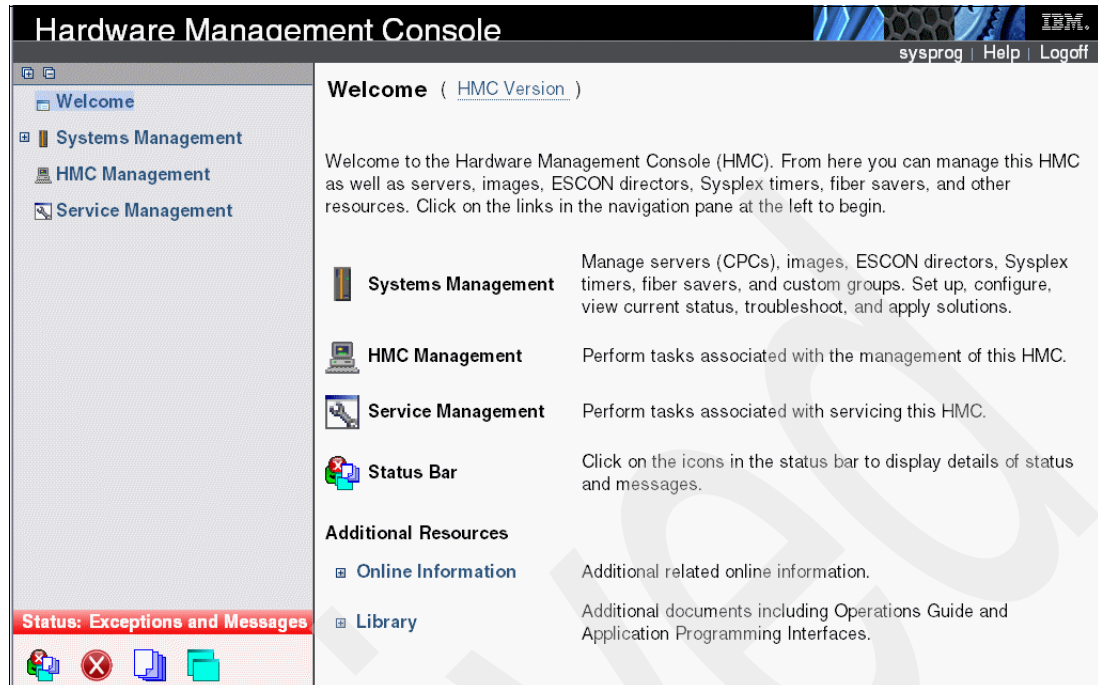 Hardware Management Console
IBM.
sysprog | Help | Logoff
Welcome
Systems Management
HMC Management
Service Management
Welcome ( HMC Version )
Welcome to the Hardware Management Console (HMC). From here you can manage this HMC
as well as servers, images, ESCON directors, Sysplex timers, fiber savers, and other
resources. Click on the links in the navigation pane at the left to begin.
Systems Management
Manage servers (CPCs), images, ESCON directors, Sysplex
timers, fiber savers, and custom groups. Set up, configure,
view current status, troubleshoot, and apply solutions.
HMC Management
Perform tasks associated with the management of this HMC.
Service Management
Perform tasks associated with servicing this HMC.
Status Bar
Click on the icons in the status bar to display details of status
and messages.
Additional Resources
Online Information
Additional related online information.
Library
Additional documents including Operations Guide and
Application Programming Interfaces.
Status: Exceptions and Messages